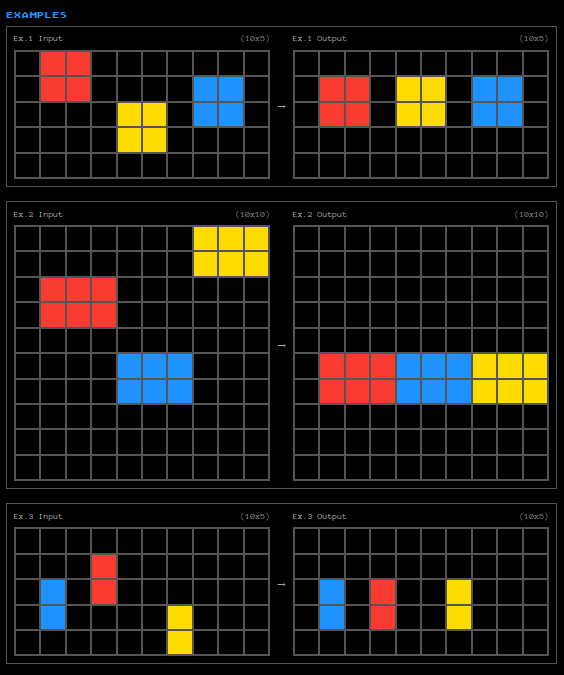 EXAMPLES
Ex.1 Input (10x5) Ex.1 Output (10x5)
→
Ex.2 Input (10x10) Ex.2 Output (10x10)
→
Ex.3 Input (10x5) Ex.3 Output (10x5)
→